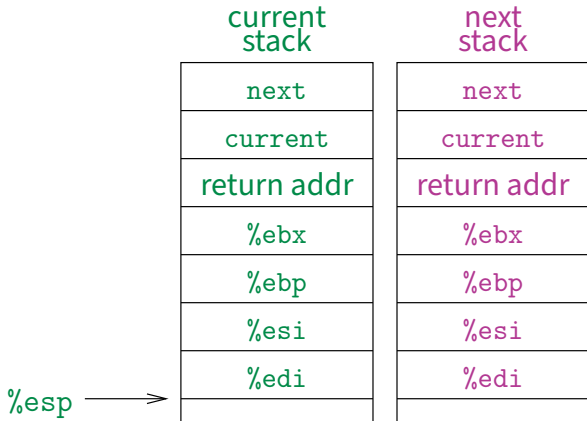 current
stack
next
current
return addr
%ebx
%ebp
%esi
%edi
%esp
next
stack
next
current
return addr
%ebx
%ebp
%esi
%edi